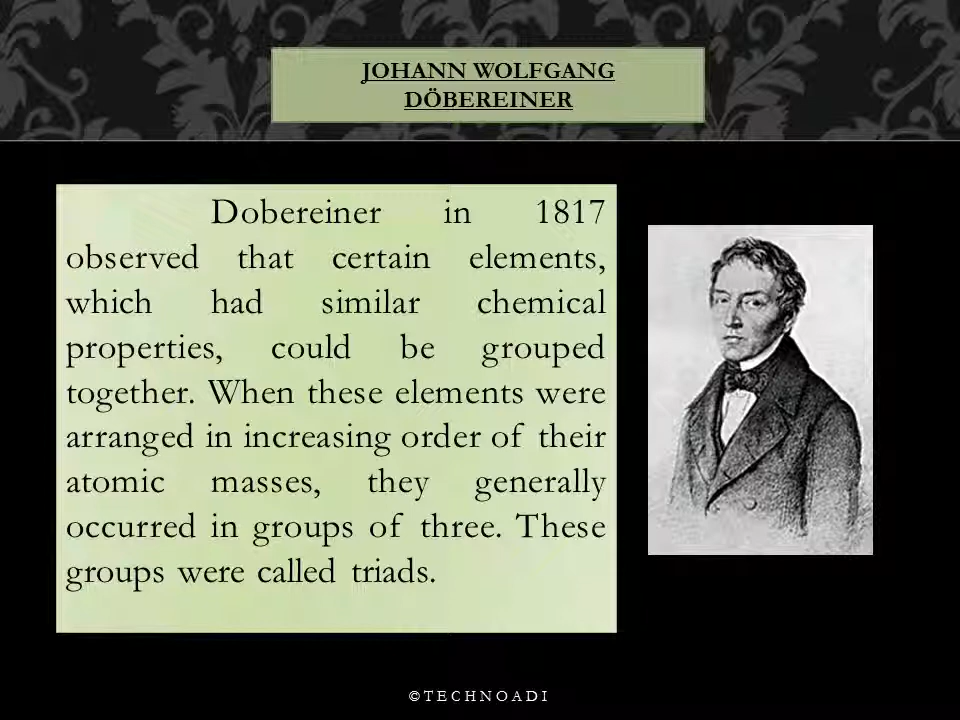 JOHANN WOLFGANG
DÖBEREINER
Dobereiner in 1817
observed that certain elements,
which had similar chemical
properties, could be grouped
together. When these elements were
arranged in increasing order of their
atomic masses, they generally
occurred in groups of three. These
groups were called triads.
©TECHNOADI